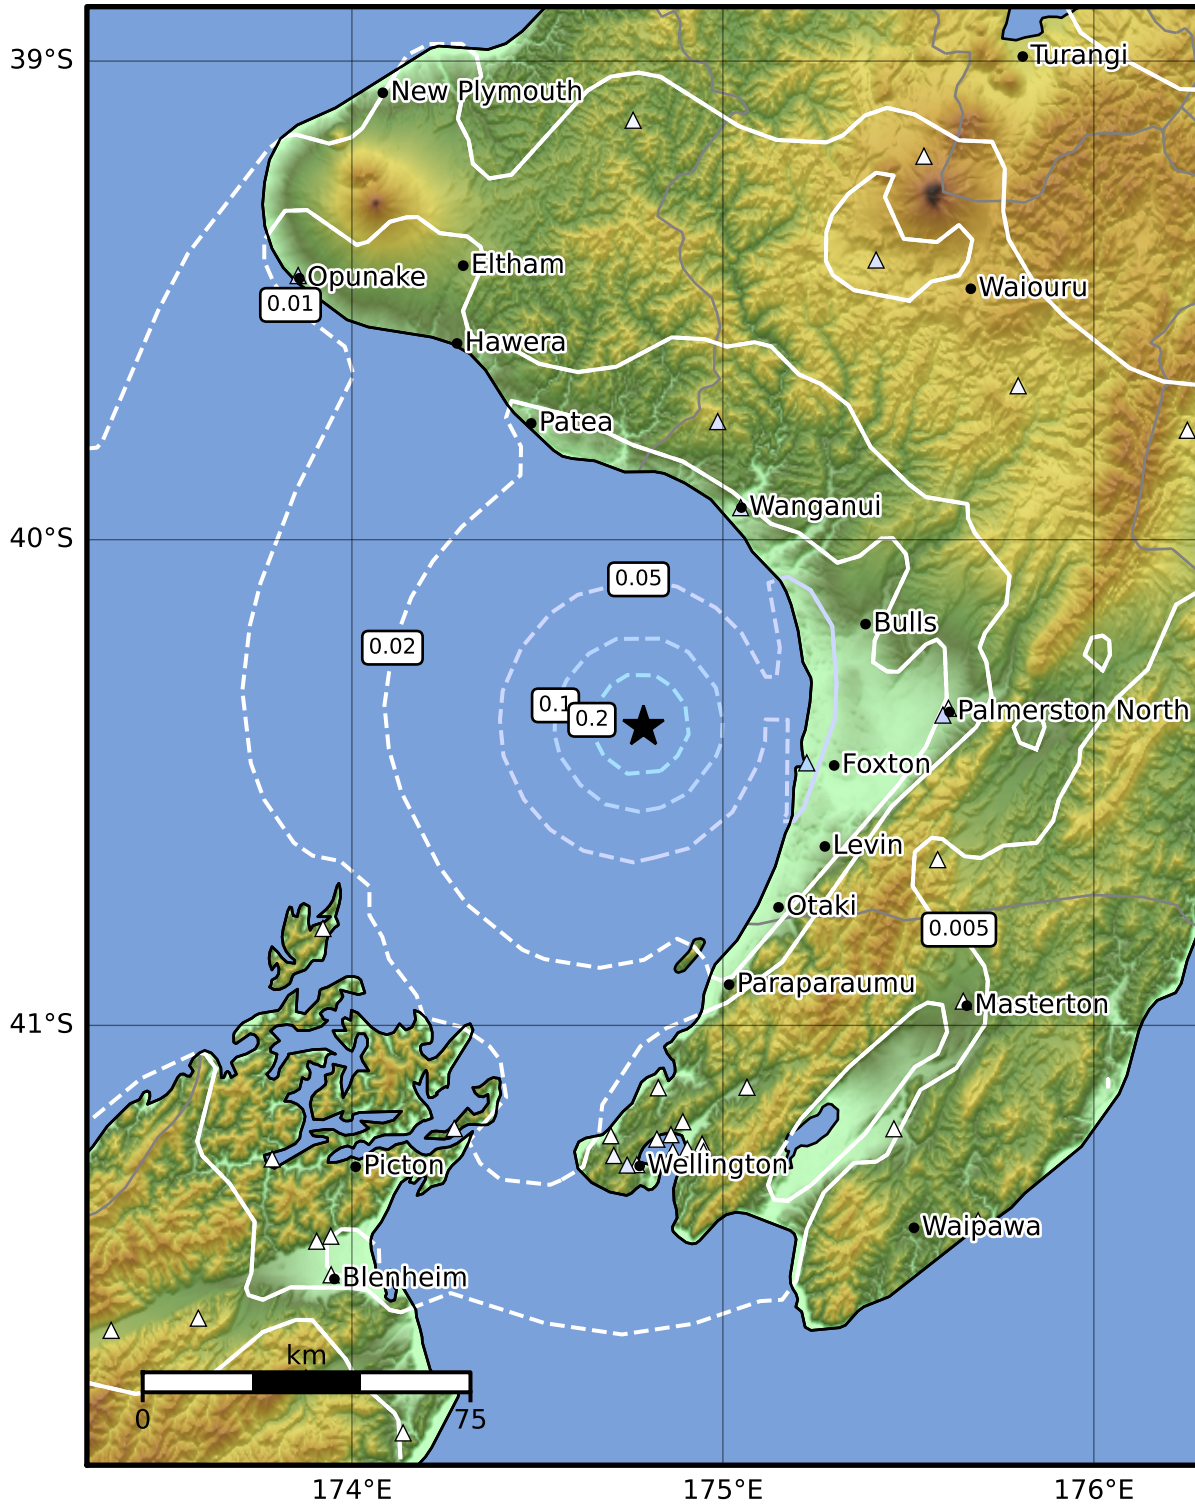 39°S
Turangi
New Plymouth
Eltham
Opunake
Waiouru
0.01
Hawera
Patea
Wanganui
40°S
0.05
Bulls
0.02
0.1
0.2
Palmerston North
Foxton
Levin
Otaki
0.005
Paraparaumu
Masterton
41°S
Picton
Wellington
Waipawa
Blenheim
km
0
75
174°E
175°E
176°E